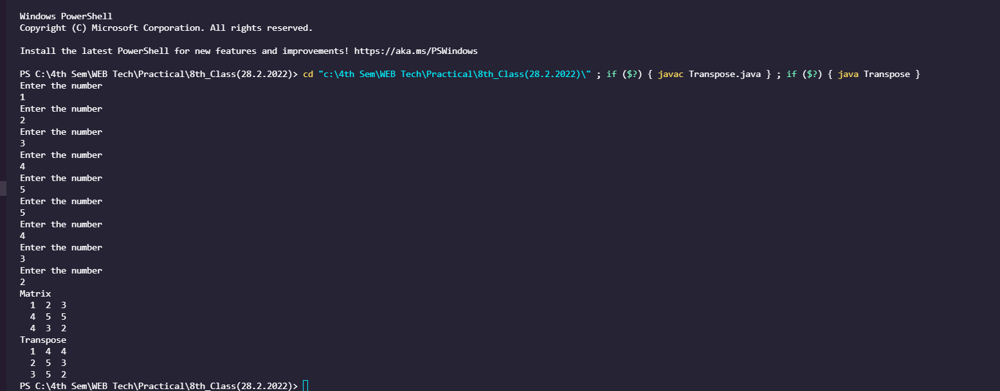 Windows PowerShell
Copyright (C) Microsoft Corporation. All rights reserved.
Install the latest PowerShell for new features and improvements! https://aka.ms/PSWindows
PS C:\4th Sem\WEB Tech\Practical\8th_Class(28.2.2022)> cd "c:\4th Sem\WEB Tech\Practical\8th_Class(28.2.2022)\" ; if ($?) { javac Transpose.java } ; if ($?) { java Transpose }
Enter the number
1
Enter the number
2
Enter the number
3
Enter the number
4
Enter the number
5
Enter the number
5
Enter the number
4
Enter the number
3
Enter the number
2
Matrix
  1  2  3
  4  5  5
  4  3  2
Transpose
  1  4  4
  2  5  3
  3  5  2
PS C:\4th Sem\WEB Tech\Practical\8th_Class(28.2.2022)>